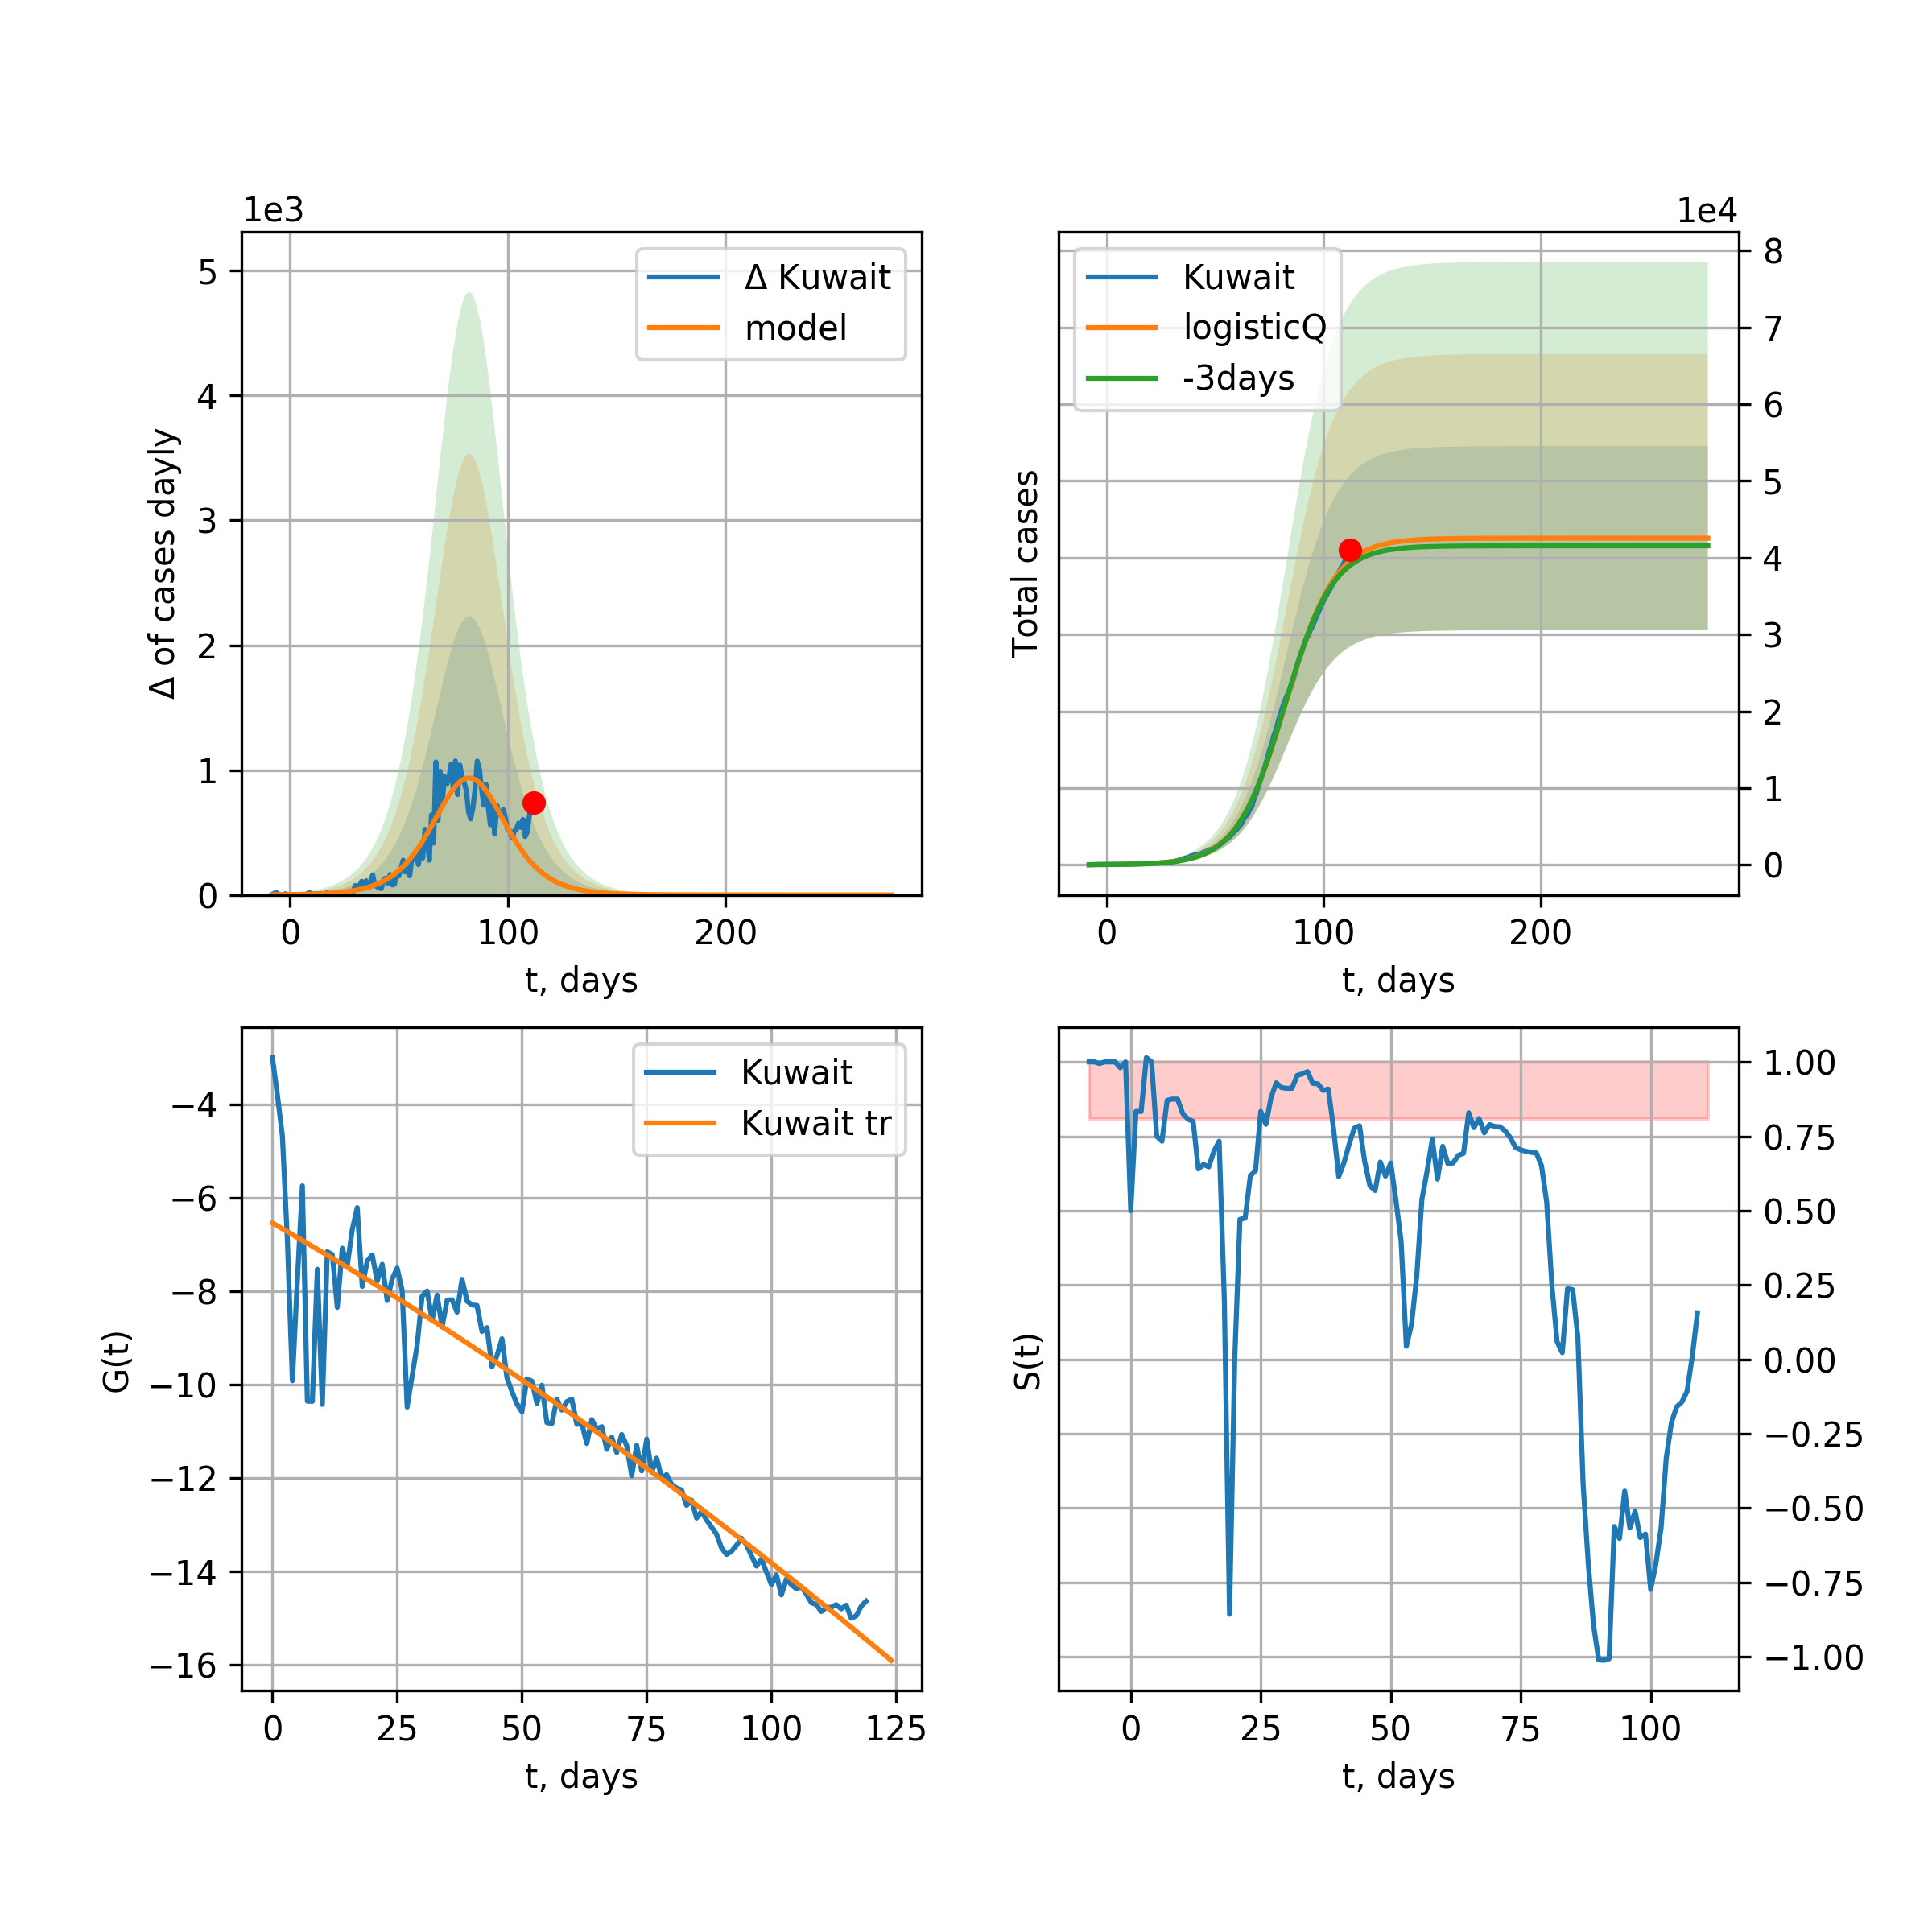 1e3
5
4
3
2
1
0
Δ of cases dayly
0 100 200
t, days
Δ Kuwait
model
1e4
8
7
6
5
4
3
2
1
0
Total cases
0 100 200
t, days
Kuwait
logisticQ
-3days
−4
−6
−8
−10
−12
−14
−16
G(t)
0 25 50 75 100 125
t, days
Kuwait
Kuwait tr
1.00
0.75
0.50
0.25
0.00
−0.25
−0.50
−0.75
−1.00
S(t)
0 25 50 75 100
t, days